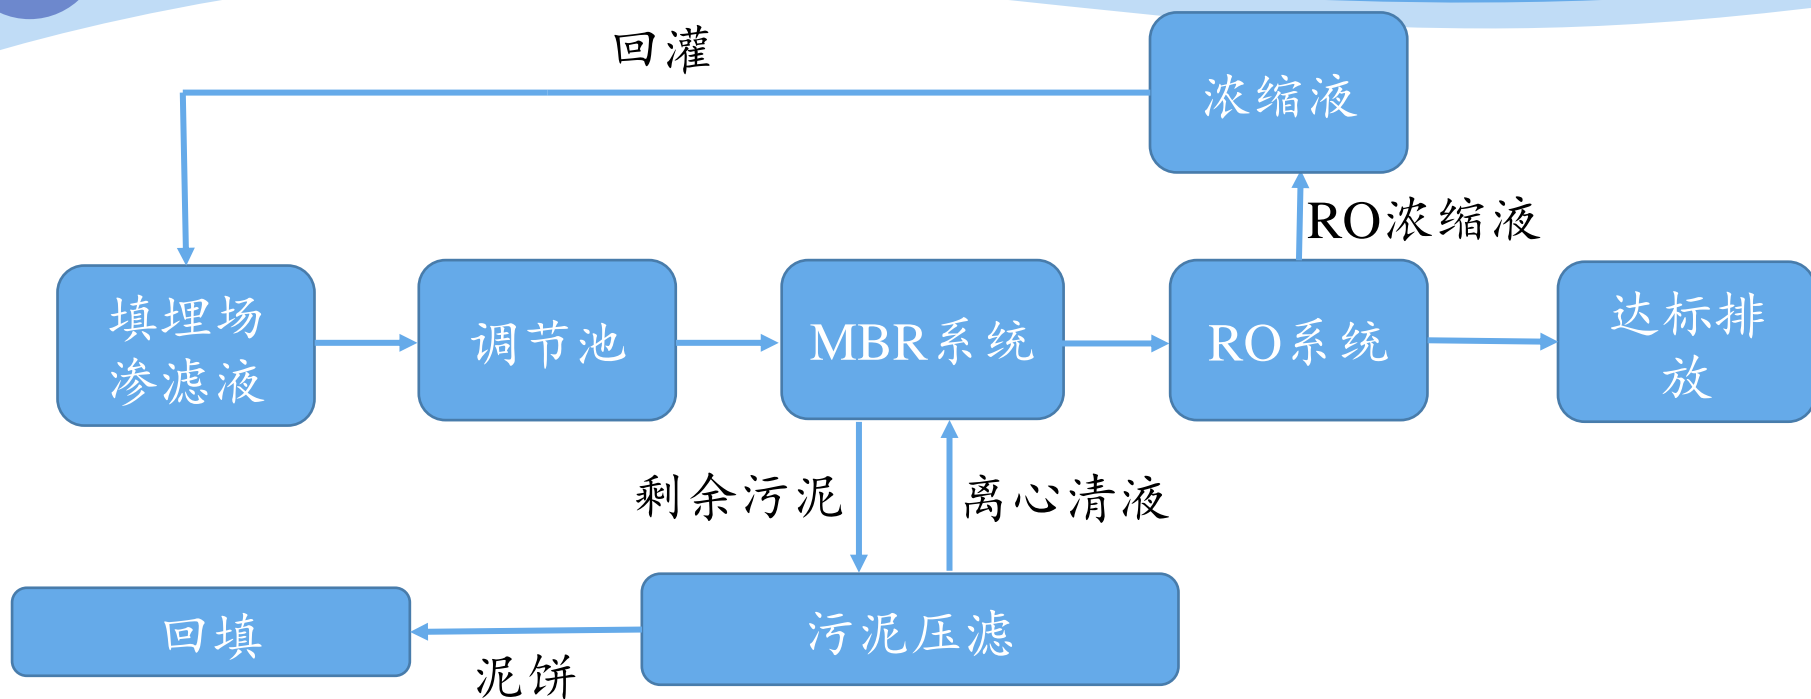 回灌
浓缩液
RO浓缩液
填埋场
渗滤液
调节池
MBR系统
RO系统
达标排
放
剩余污泥
离心清液
回填
泥饼
污泥压滤